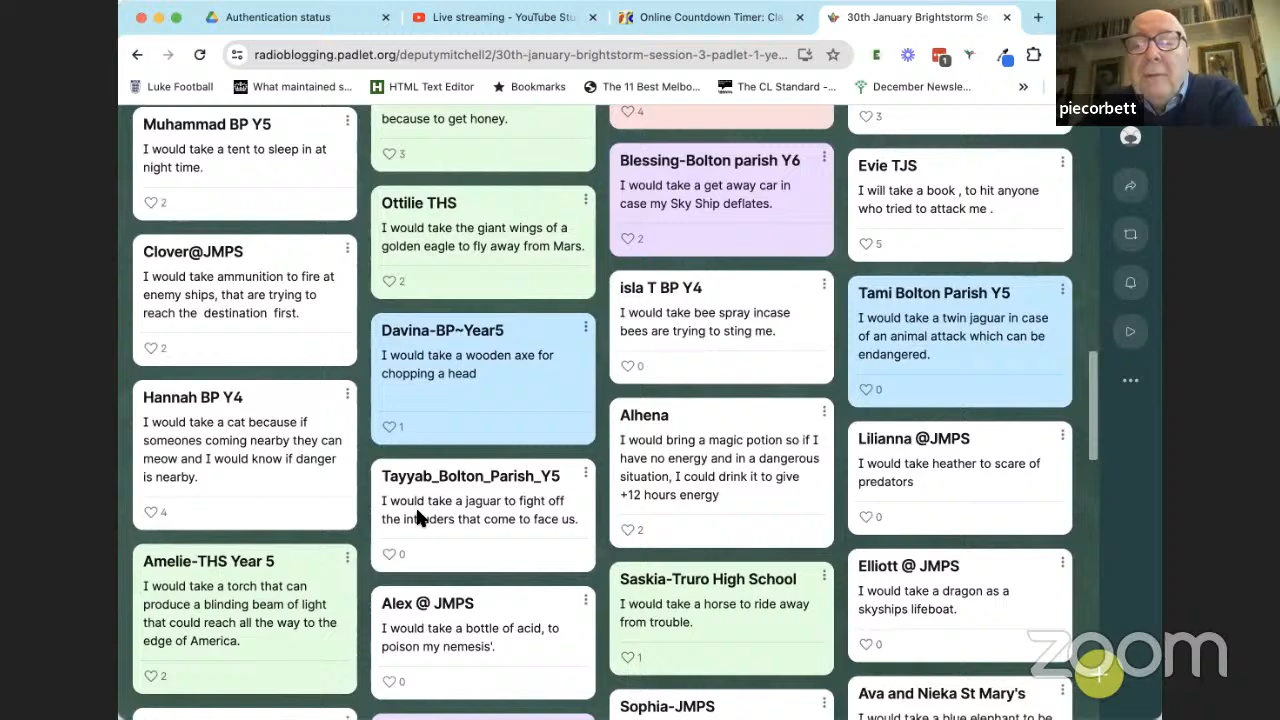 Authentication status
Live streaming - YouTube Stu
Online Countdown Timer: Cla
30th January Brightstorm Se
radioblogging.padlet.org/deputymitchell2/30th-january-brightstorm-session-3-padlet-1-ye...
Luke Football
What maintained s...
HTML Text Editor
Bookmarks
The 11 Best Melbo...
The CL Standard -...
December Newsle...
piecorbett
Muhammad BP Y5
I would take a tent to sleep in at
night time.
2
Clover@JMPS
I would take ammunition to fire at
enemy ships, that are trying to
reach the destination first.
2
Hannah BP Y4
I would take a cat because if
someones coming nearby they can
meow and I would know if danger
is nearby.
4
Amelie-THS Year 5
I would take a torch that can
produce a blinding beam of light
that could reach all the way to the
edge of America.
2
because to get honey.
3
Ottilie THS
I would take the giant wings of a
golden eagle to fly away from Mars.
2
Davina-BP~Year5
I would take a wooden axe for
chopping a head
1
Tayyab_Bolton_Parish_Y5
I would take a jaguar to fight off
the intruders that come to face us.
0
Alex @ JMPS
I would take a bottle of acid, to
poison my nemesis'.
0
4
Blessing-Bolton parish Y6
I would take a get away car in
case my Sky Ship deflates.
2
isla T BP Y4
I would take bee spray incase
bees are trying to sting me.
0
Alhena
I would bring a magic potion so if I
have no energy and in a dangerous
situation, I could drink it to give
+12 hours energy
2
Saskia-Truro High School
I would take a horse to ride away
from trouble.
1
Sophia-JMPS
3
Evie TJS
I will take a book , to hit anyone
who tried to attack me .
5
Tami Bolton Parish Y5
I would take a twin jaguar in case
of an animal attack which can be
endangered.
0
Lilianna @JMPS
I would take heather to scare of
predators
0
Elliott @ JMPS
I would take a dragon as a
skyships lifeboat.
0
Ava and Nieka St Mary's
I would take a blue elephant to be
zoom